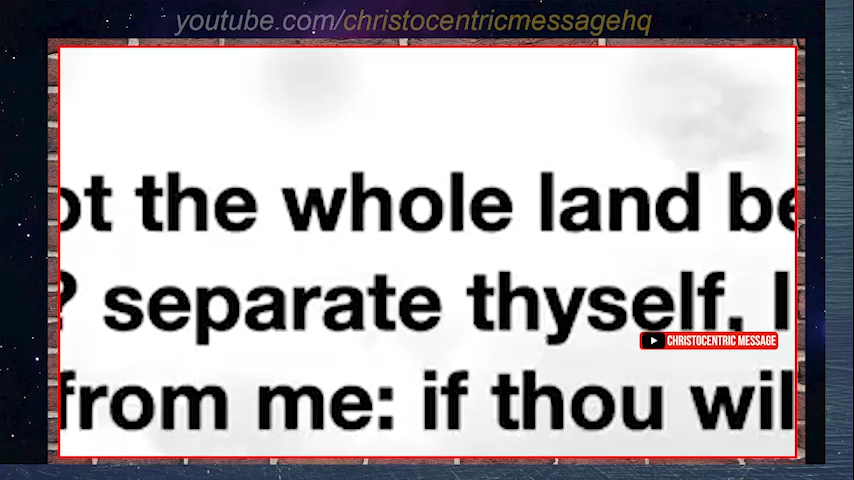 youtube.com/christocentricmessagehq
ot the whole land be
? separate thyself, I
CHRISTOCENTRIC MESSAGE
from me: if thou wil